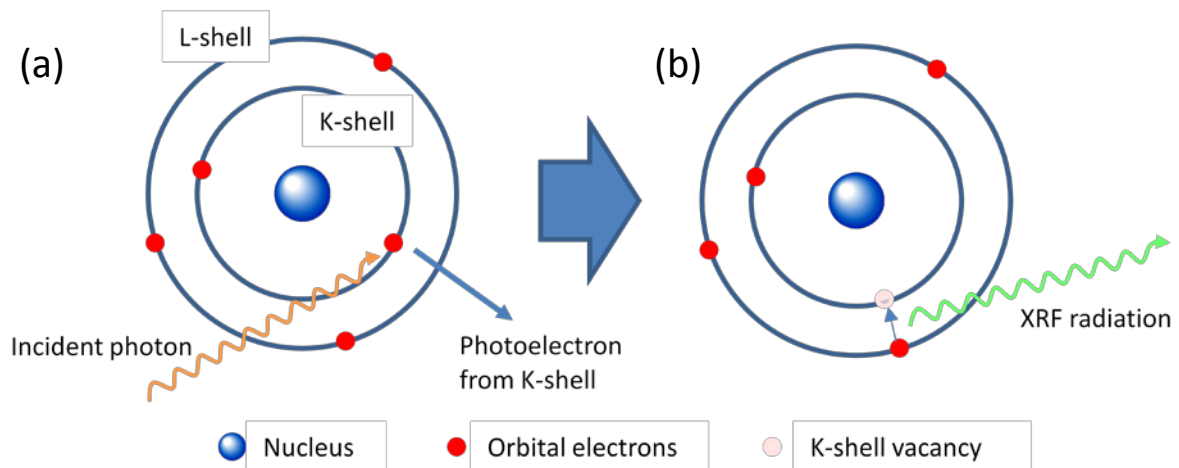 L-shell
(a)
(b)
K-shell
Incident photon
Photoelectron
from K-shell
XRF radiation
Nucleus
Orbital electrons
K-shell vacancy